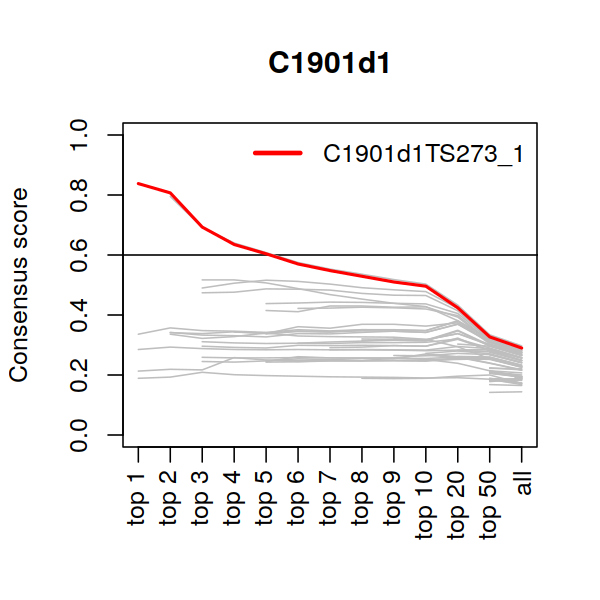 C1901d1
C1901d1TS273_1
Consensus score
1.0
0.8
0.6
0.4
0.2
0.0
top 1
top 2
top 3
top 4
top 5
top 6
top 7
top 8
top 9
top 10
top 20
top 50
all